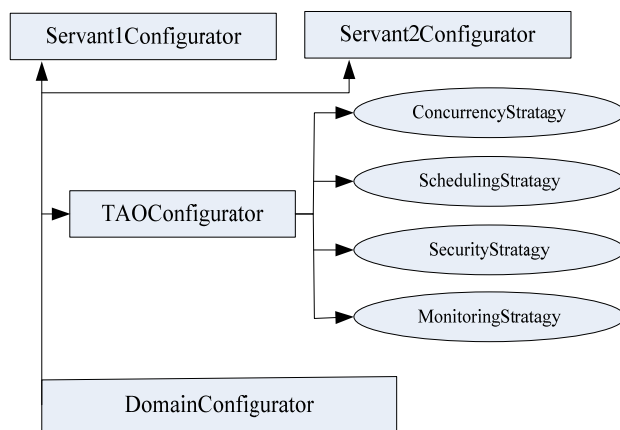 Servant1Configurator
Servant2Configurator
ConcurrencyStratagy
SchedulingStratagy
TAOConfigurator
SecurityStratagy
MonitoringStratagy
DomainConfigurator